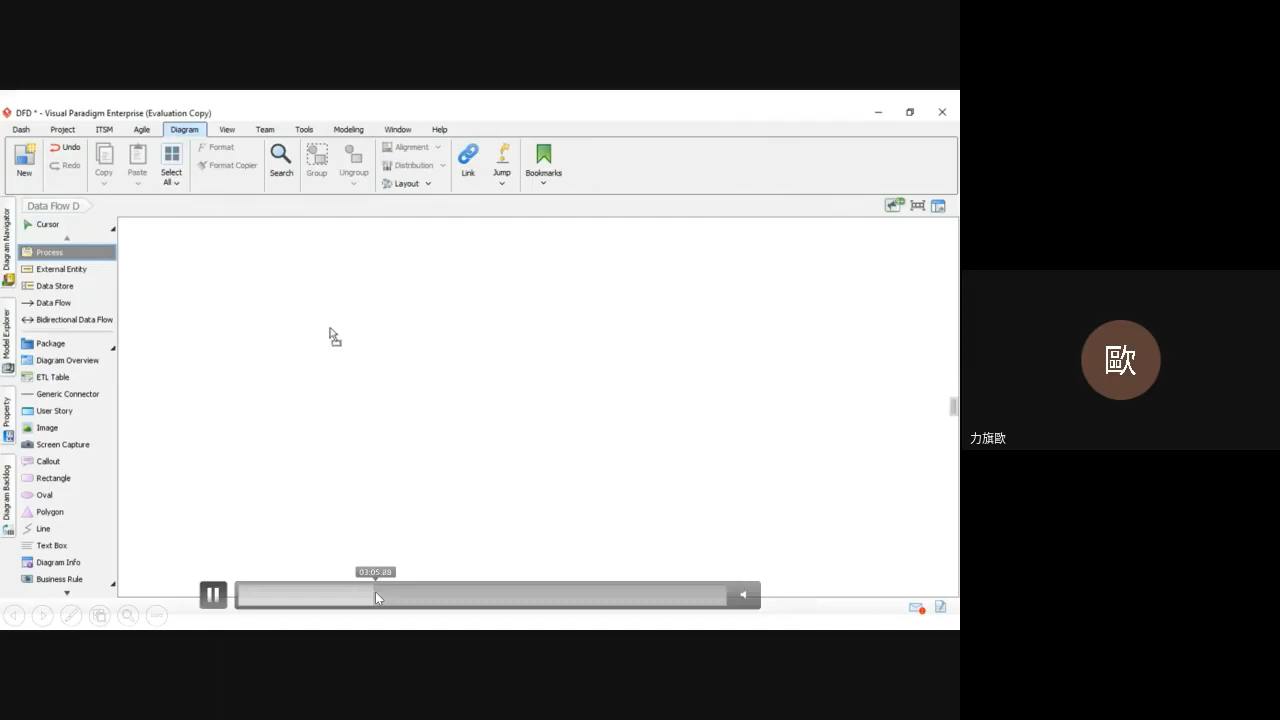 DFD * - Visual Paradigm Enterprise (Evaluation Copy)
Dash Project ITSM Agile Diagram View Team Tools Modeling Window Help
New
Undo
Redo
Copy
Paste
Select All
Format
Format Copier
Search
Group
Ungroup
Alignment
Distribution
Layout
Link
Jump
Bookmarks
Data Flow D
Diagram Navigator
Model Explorer
Property
Diagram Backlog
Cursor
Process
External Entity
Data Store
Data Flow
Bidirectional Data Flow
Package
Diagram Overview
ETL Table
Generic Connector
User Story
Image
Screen Capture
Callout
Rectangle
Oval
Polygon
Line
Text Box
Diagram Info
Business Rule
03:05.88
歐
力旗歐